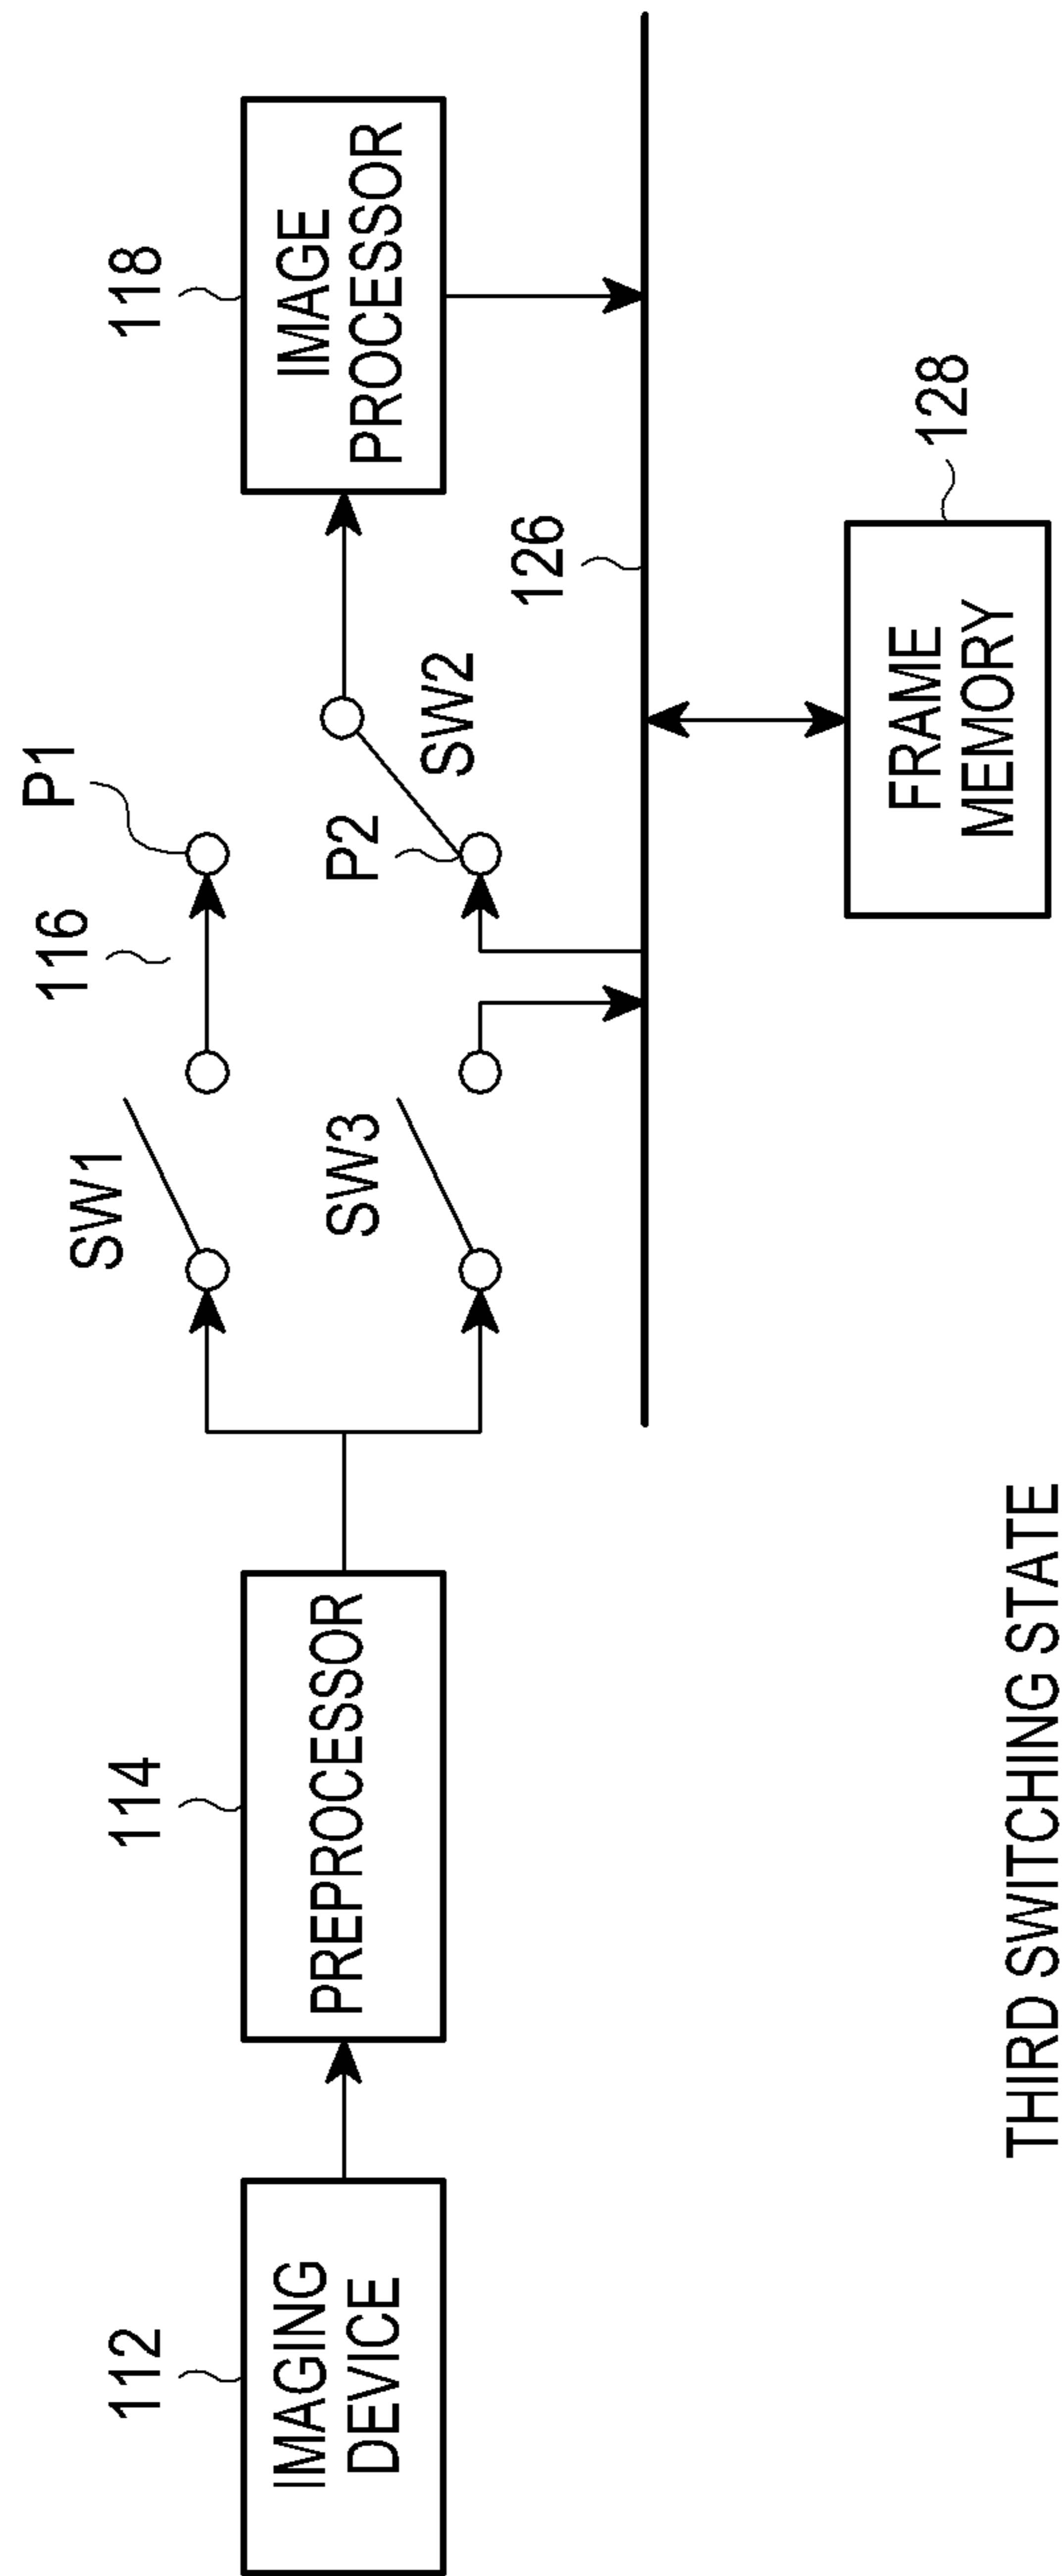 112
IMAGING
DEVICE
114
PREPROCESSOR
SW1
116
P1
SW3
P2
SW2
118
IMAGE
PROCESSOR
126
FRAME
MEMORY
128
THIRD SWITCHING STATE